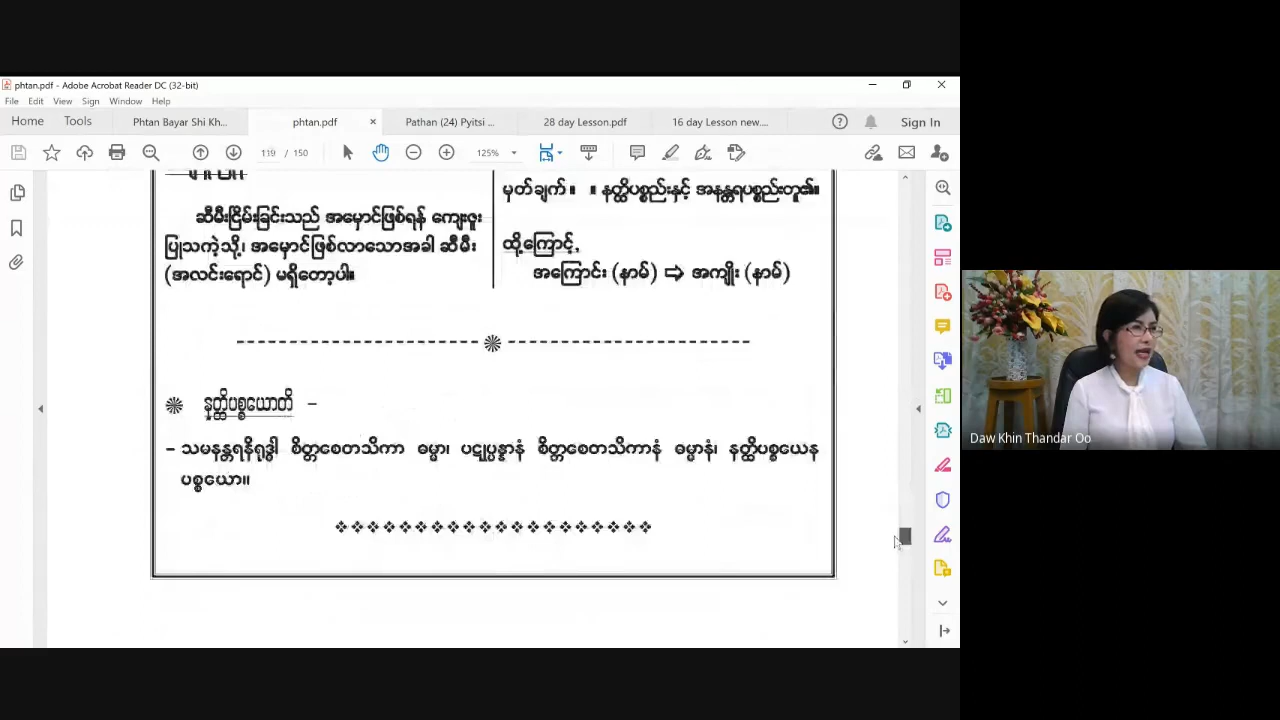 phtan.pdf - Adobe Acrobat Reader DC (32-bit)
File Edit View Sign Window Help
Home Tools Phtan Bayar Shi Kh... phtan.pdf Pathan (24) Pyitsi ... 28 day Lesson.pdf 16 day Lesson new.... Sign In
119 / 150 125%
ဆီမီးငြိမ်းခြင်းသည် အမှောင်ဖြစ်ရန် ကျေးဇူး
ပြုသကဲ့သို့၊ အမှောင်ဖြစ်လာသောအခါ ဆီမီး
(အလင်းရောင်) မရှိတော့ပါ။
မှတ်ချက်။ ။ နတ္ထိပစ္စည်းနှင့် အနန္တရပစ္စည်းတူ၏။
ထို့ကြောင့်,
အကြောင်း (နာမ်) ⇨ အကျိုး (နာမ်)
နတ္ထိပစ္စယောတိ –
– သမနန္တရနိရုဒ္ဓါ စိတ္တစေတသိကာ ဓမ္မာ၊ ပဋုပ္ပန္နာနံ စိတ္တစေတသိကာနံ ဓမ္မာနံ၊ နတ္ထိပစ္စယေန
ပစ္စယော။
Daw Khin Thandar Oo